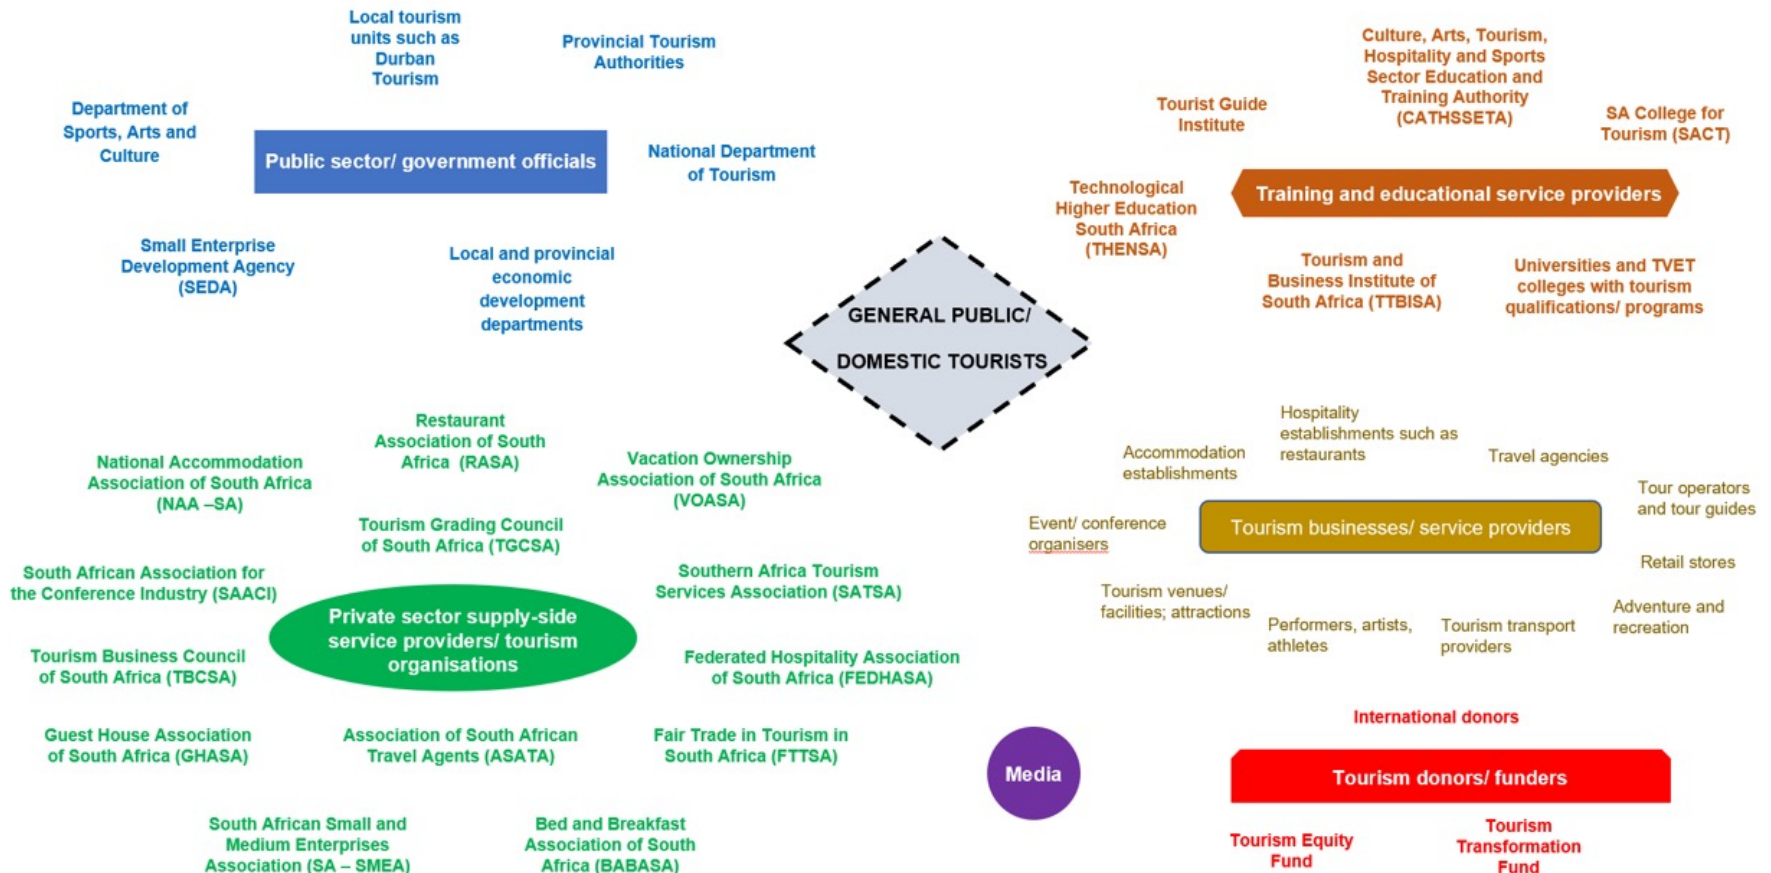 Local tourism
units such as
Durban
Tourism
Provincial Tourism
Authorities
Department of
Sports, Arts and
Culture
Public sector/ government officials
National Department
of Tourism
Small Enterprise
Development Agency
(SEDA)
Local and provincial
economic
development
departments
Culture, Arts, Tourism,
Hospitality and Sports
Sector Education and
Training Authority
(CATHSSETA)
Tourist Guide
Institute
SA College for
Tourism (SACT)
Technological
Higher Education
South Africa
(THENSA)
Training and educational service providers
Tourism and
Business Institute of
South Africa (TTBISA)
Universities and TVET
colleges with tourism
qualifications/ programs
GENERAL PUBLIC/
DOMESTIC TOURISTS
Restaurant
Association of South
Africa (RASA)
National Accommodation
Association of South Africa
(NAA –SA)
Vacation Ownership
Association of South Africa
(VOASA)
Tourism Grading Council
of South Africa (TGCSA)
South African Association for
the Conference Industry (SAACI)
Southern Africa Tourism
Services Association (SATSA)
Private sector supply-side
service providers/ tourism
organisations
Tourism Business Council
of South Africa (TBCSA)
Federated Hospitality Association
of South Africa (FEDHASA)
Guest House Association
of South Africa (GHASA)
Association of South African
Travel Agents (ASATA)
Fair Trade in Tourism in
South Africa (FTTSA)
South African Small and
Medium Enterprises
Association (SA – SMEA)
Bed and Breakfast
Association of South
Africa (BABASA)
Hospitality
establishments such as
restaurants
Accommodation
establishments
Travel agencies
Tour operators
and tour guides
Event/ conference
organisers
Tourism businesses/ service providers
Retail stores
Tourism venues/
facilities; attractions
Performers, artists,
athletes
Tourism transport
providers
Adventure and
recreation
Media
International donors
Tourism donors/ funders
Tourism Equity
Fund
Tourism
Transformation
Fund